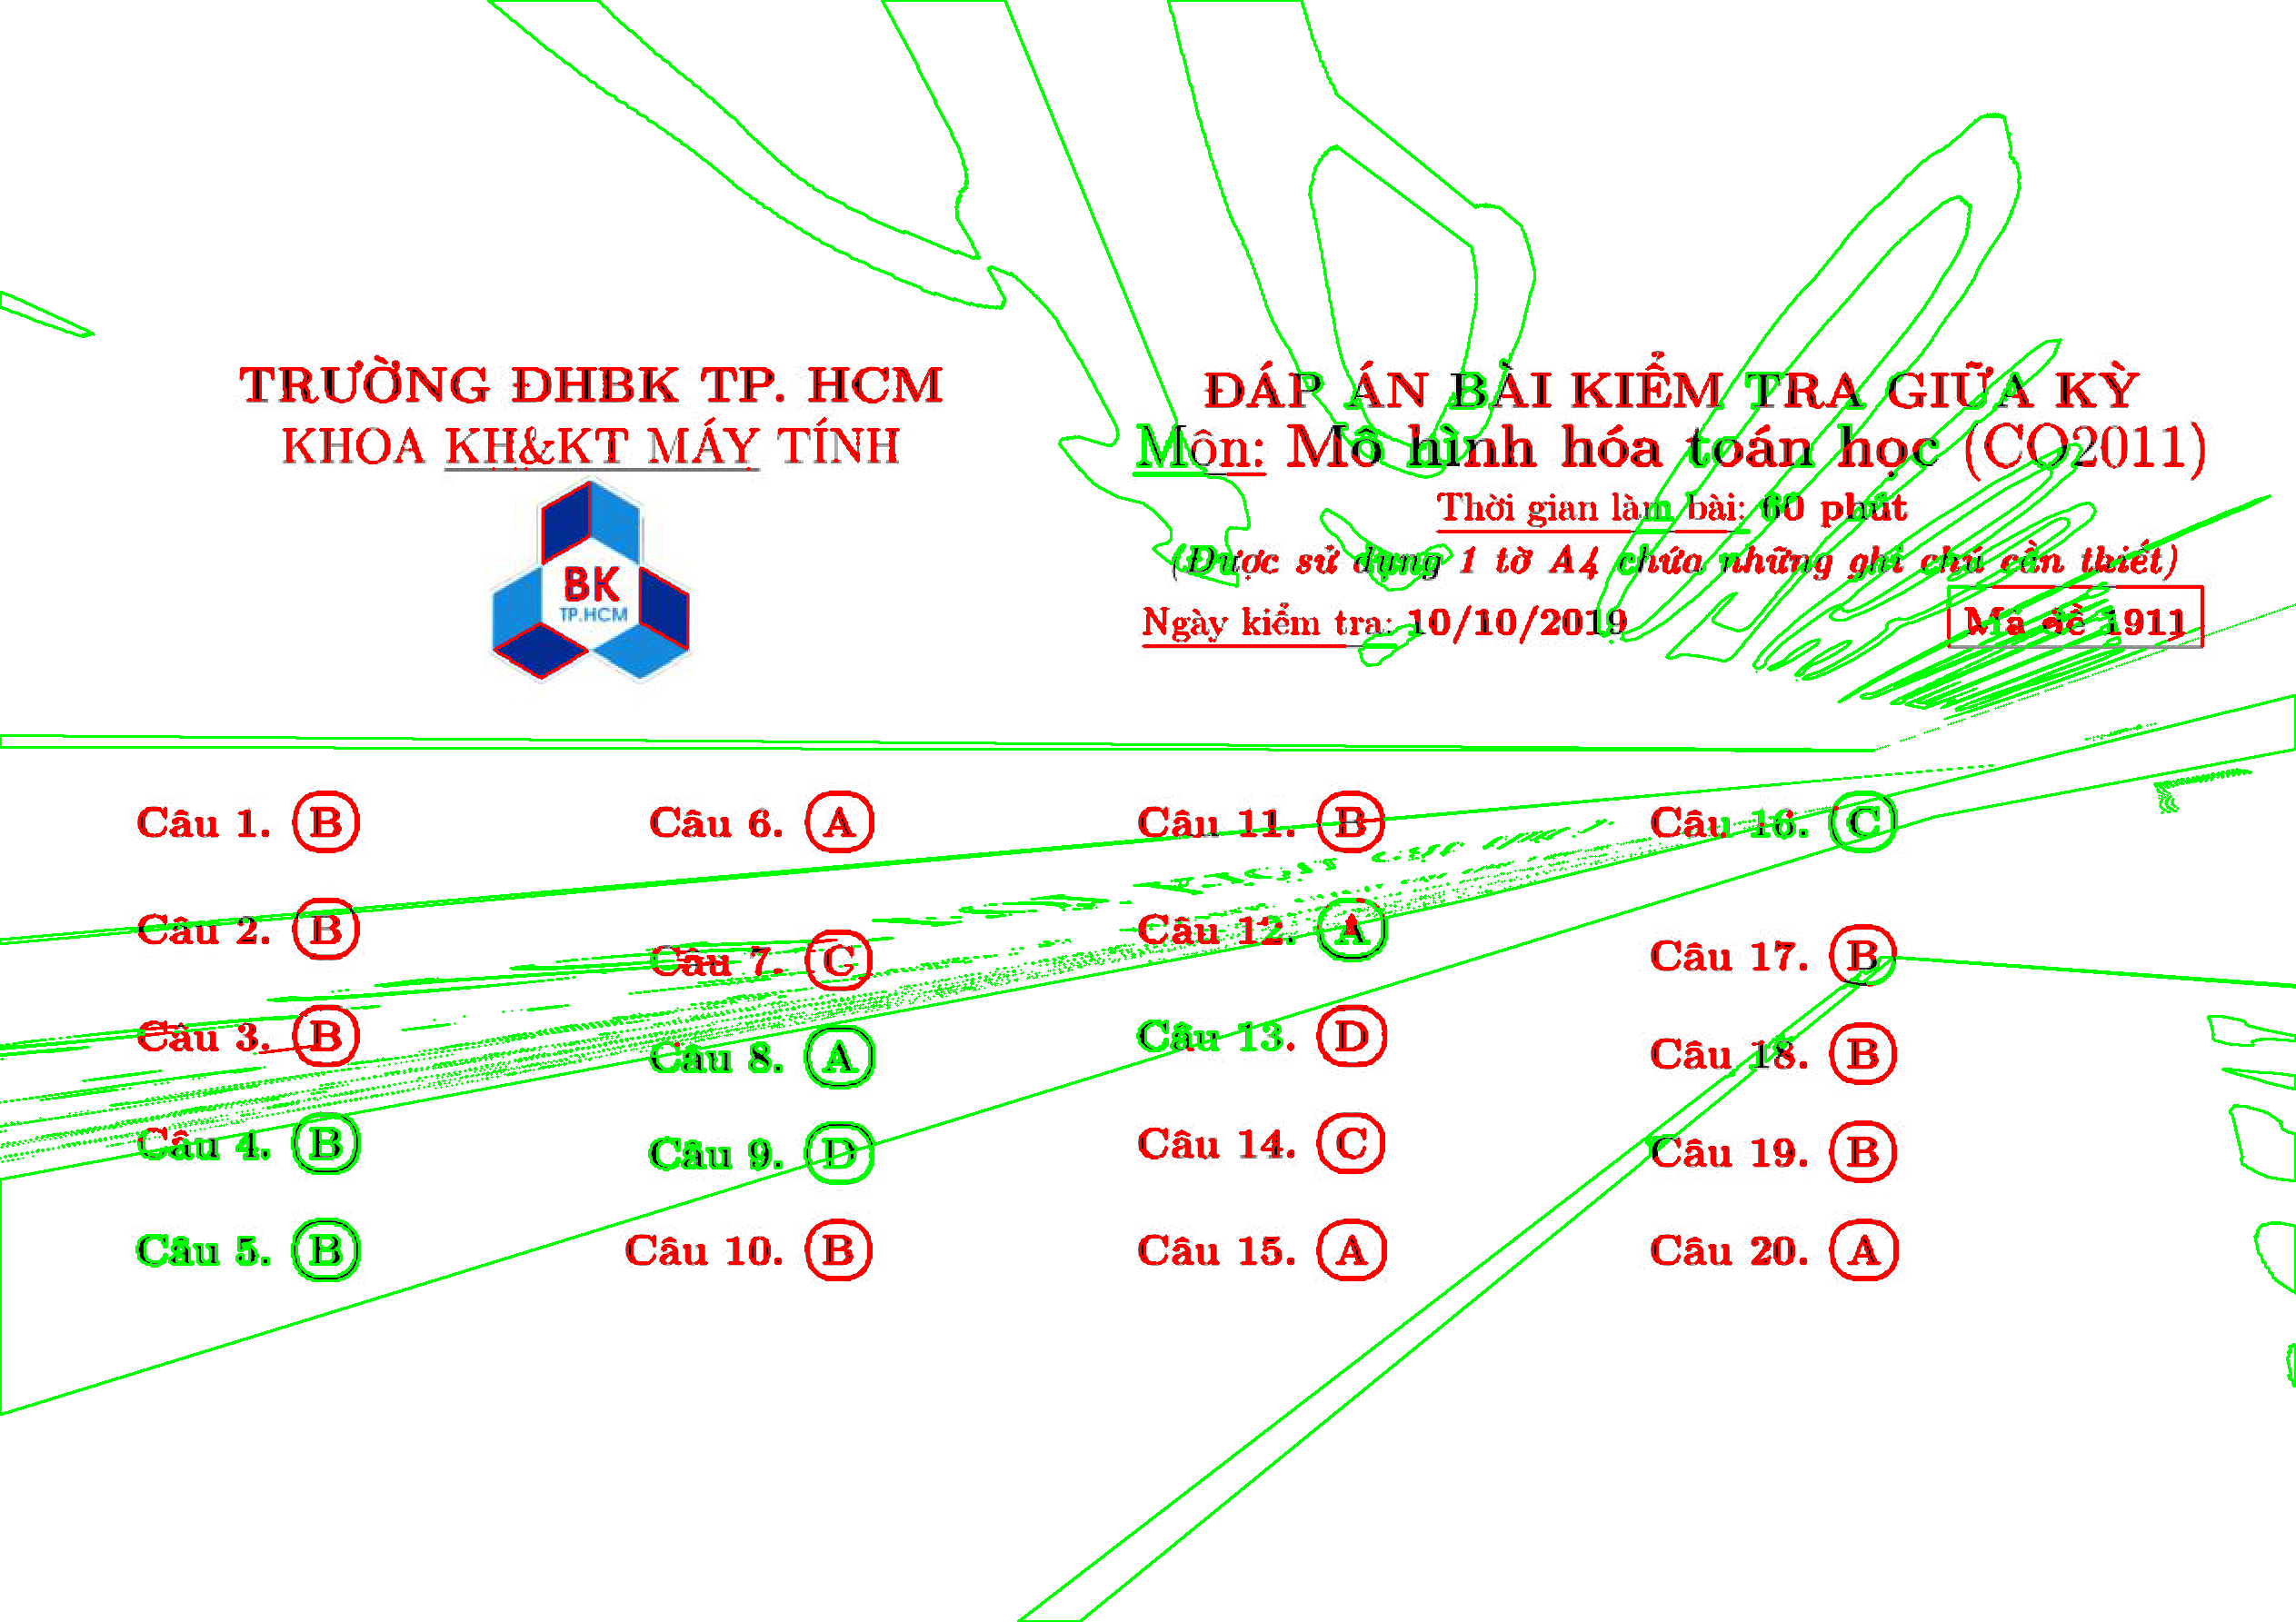 TRƯỜNG ĐHBK TP. HCM
KHOA KH&KT MÁY TÍNH
BK
TP.HCM
ĐÁP ÁN BÀI KIỂM TRA GIỮA KỲ
Môn: Mô hình hóa toán học (CO2011)
Thời gian làm bài: 60 phút
(Được sử dụng 1 tờ A4 chứa những ghi chú cần thiết)
Ngày kiểm tra: 10/10/2019
Mã đề 1911
Câu 1. B
Câu 2. B
Câu 3. B
Câu 4. B
Câu 5. B
Câu 6. A
Câu 7. C
Câu 8. A
Câu 9. D
Câu 10. B
Câu 11. B
Câu 12. A
Câu 13. D
Câu 14. C
Câu 15. A
Câu 16. C
Câu 17. B
Câu 18. B
Câu 19. B
Câu 20. A